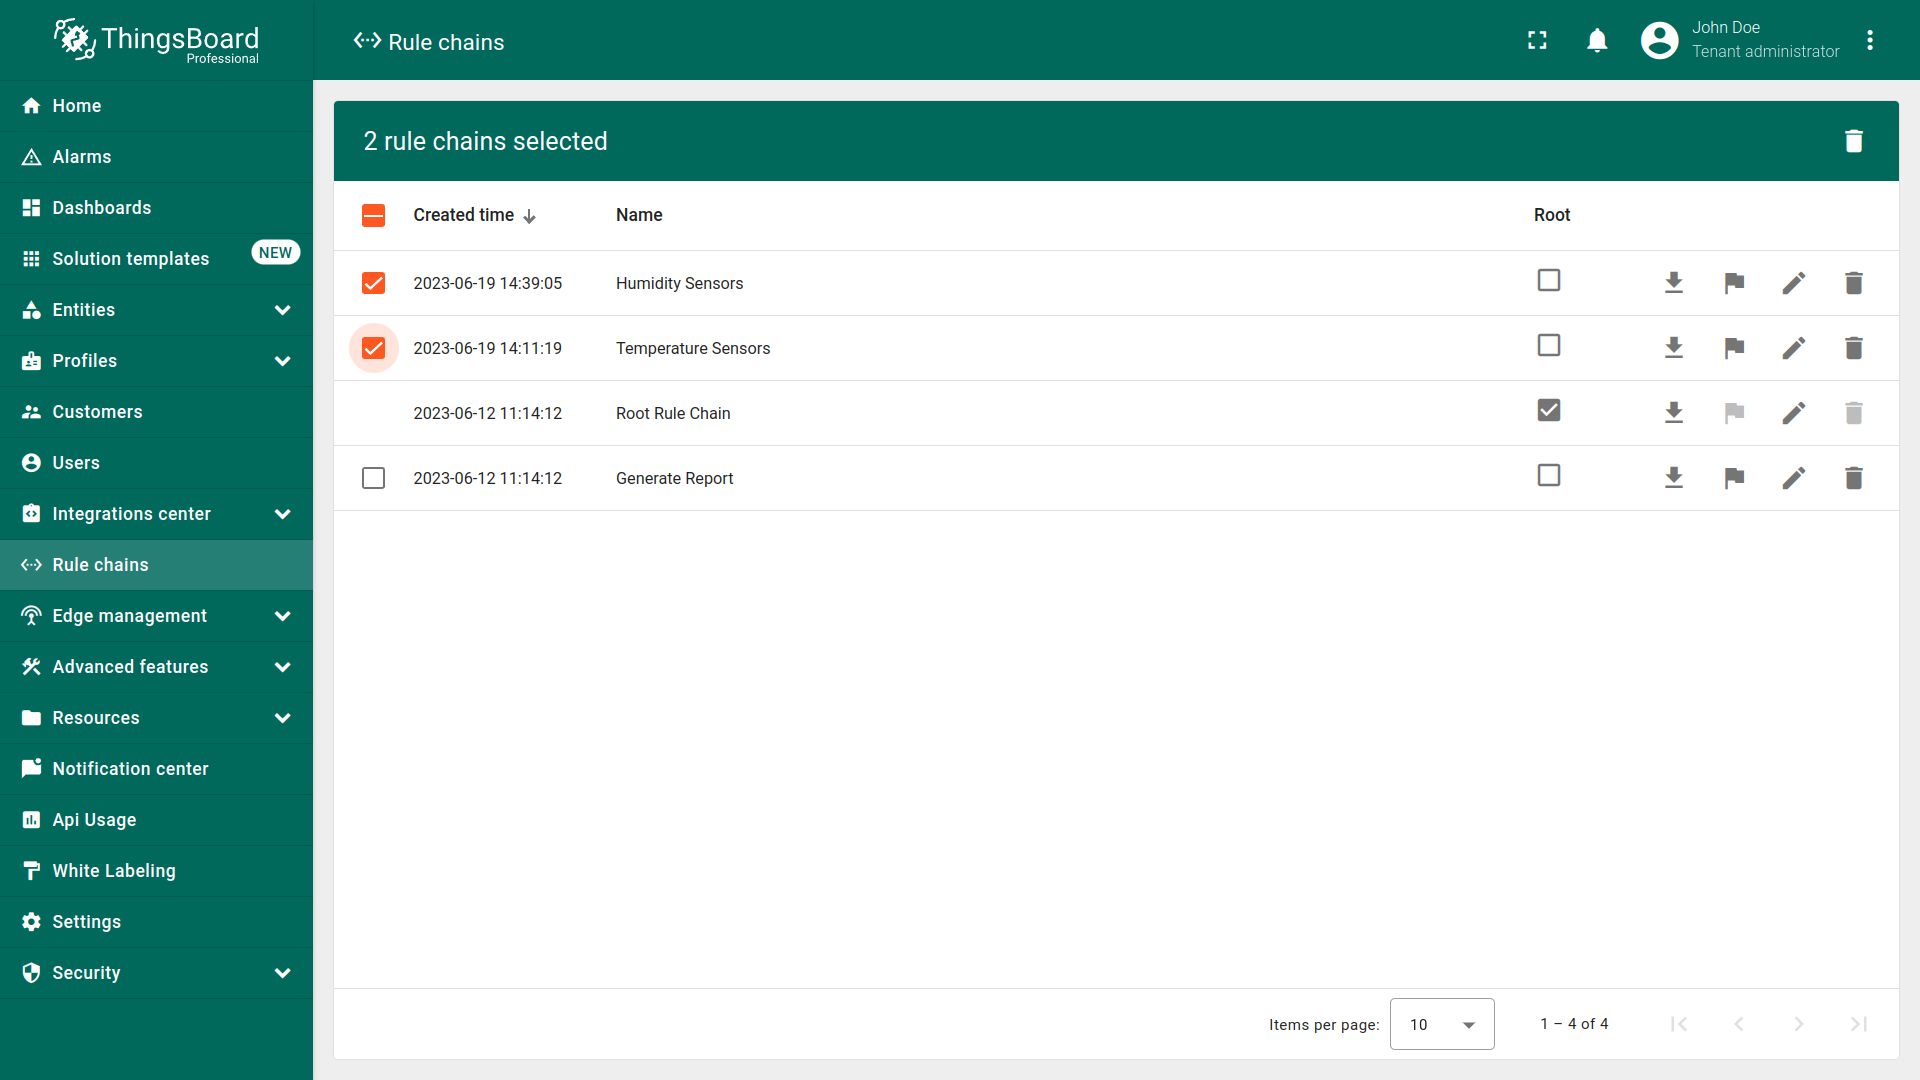 ThingsBoard
Professional
Rule chains
John Doe
Tenant administrator
Home
Alarms
Dashboards
Solution templates NEW
Entities
Profiles
Customers
Users
Integrations center
Rule chains
Edge management
Advanced features
Resources
Notification center
Api Usage
White Labeling
Settings
Security
2 rule chains selected
Created time Name Root
2023-06-19 14:39:05 Humidity Sensors
2023-06-19 14:11:19 Temperature Sensors
2023-06-12 11:14:12 Root Rule Chain
2023-06-12 11:14:12 Generate Report
Items per page: 10 1 – 4 of 4